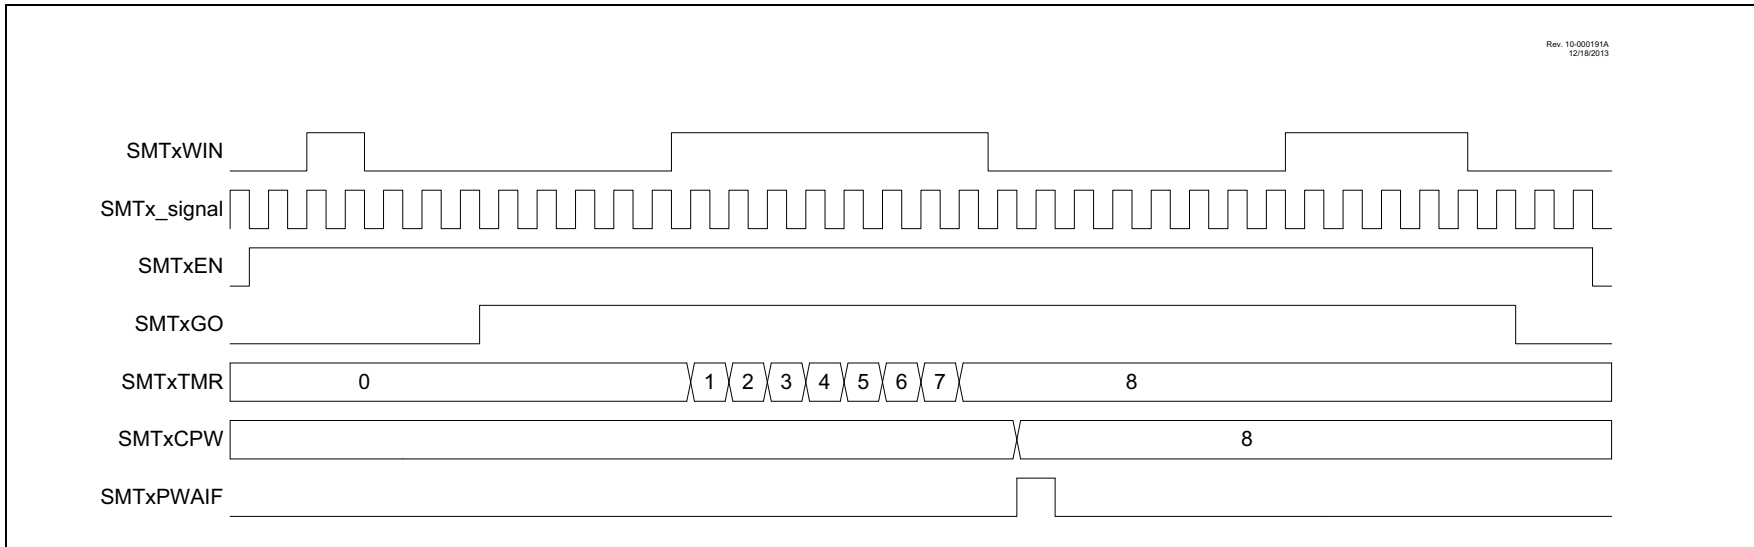 Rev. 10-000191A
12/18/2013
SMTxWIN
SMTx_signal
SMTxEN
SMTxGO
SMTxTMR 0 1 2 3 4 5 6 7 8
SMTxCPW 8
SMTxPWAIF